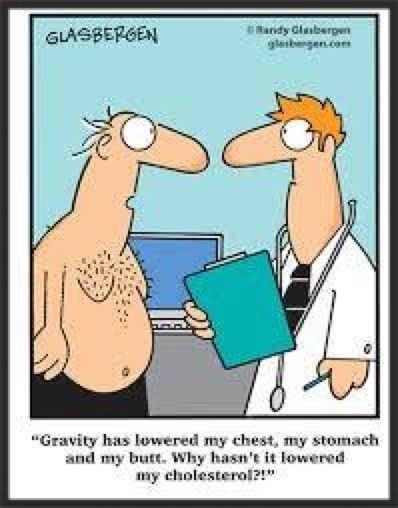 GLASBERGEN
© Randy Glasbergen
glasbergen.com
“Gravity has lowered my chest, my stomach
and my butt. Why hasn’t it lowered
my cholesterol?!”